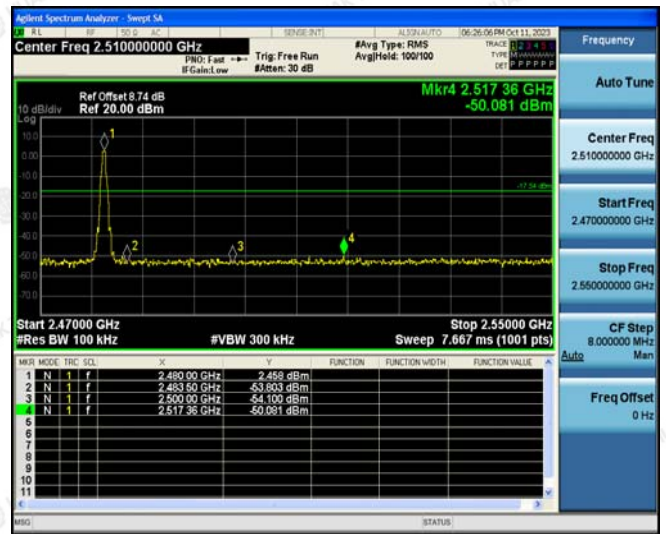 Agilent Spectrum Analyzer - Swept SA
RL RF 50 Ω AC SENSE:INT ALIGNAUTO 06:26:06 PM Oct 11, 2023
Center Freq 2.510000000 GHz
PNO: Fast
IFGain:Low
Trig: Free Run
#Atten: 30 dB
#Avg Type: RMS
Avg|Hold: 100/100
TRACE 1 2 3 4 5 6
TYPE
DET P P P P P P
Mkr4 2.517 36 GHz
-50.081 dBm
Ref Offset 8.74 dB
10 dB/div Ref 20.00 dBm
Log
10.0
0.00
-10.0
-20.0
-30.0
-40.0
-50.0
-60.0
-70.0
1
2
3
4
-17.54 dBm
Start 2.47000 GHz Stop 2.55000 GHz
#Res BW 100 kHz #VBW 300 kHz Sweep 7.667 ms (1001 pts)
MKR MODE TRC SCL X Y FUNCTION FUNCTION WIDTH FUNCTION VALUE
1 N 1 f 2.480 00 GHz 2.458 dBm
2 N 1 f 2.483 50 GHz -53.803 dBm
3 N 1 f 2.500 00 GHz -54.100 dBm
4 N 1 f 2.517 36 GHz -50.081 dBm
5
6
7
8
9
10
11
MSG STATUS
Frequency
Auto Tune
Center Freq
2.510000000 GHz
Start Freq
2.470000000 GHz
Stop Freq
2.550000000 GHz
CF Step
8.000000 MHz
Auto Man
Freq Offset
0 Hz